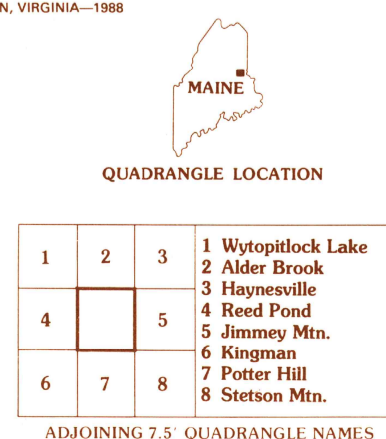 N, VIRGINIA—1988
MAINE
QUADRANGLE LOCATION
1 2 3
4 5
6 7 8
1 Wytopitlock Lake
2 Alder Brook
3 Haynesville
4 Reed Pond
5 Jimmey Mtn.
6 Kingman
7 Potter Hill
8 Stetson Mtn.
ADJOINING 7.5' QUADRANGLE NAMES